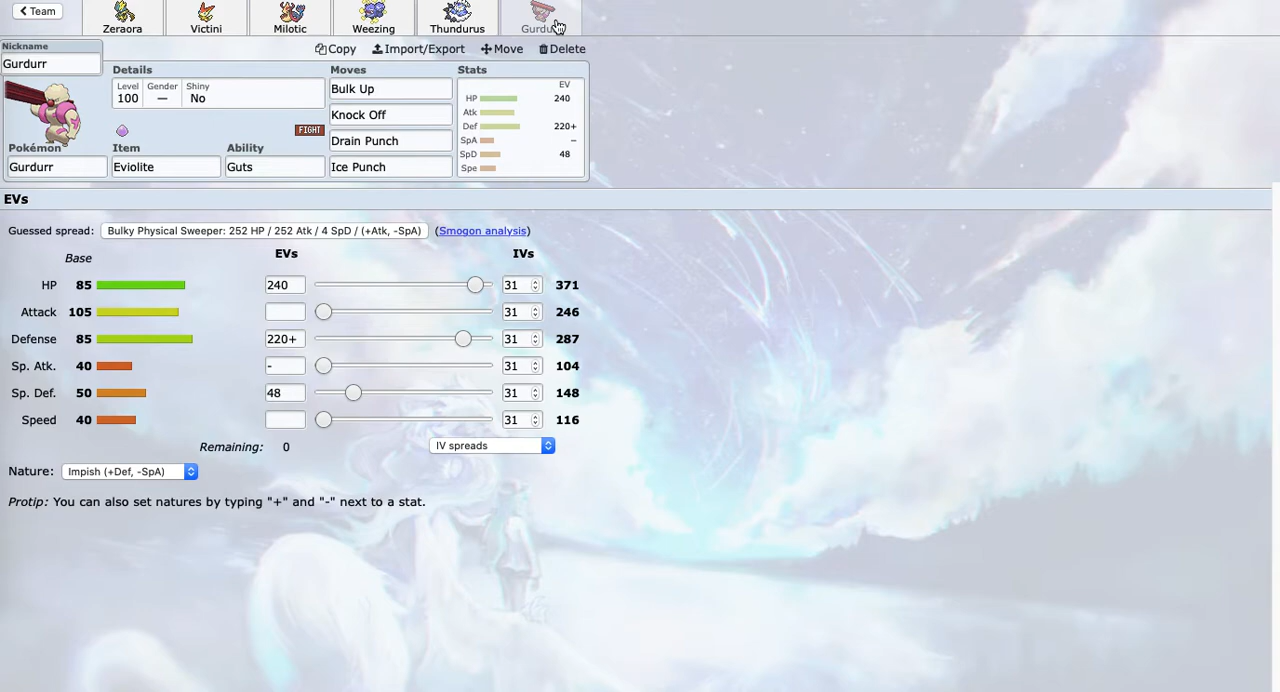 Team
Zeraora
Victini
Milotic
Weezing
Thundurus
Nickname
Gurdurr
Copy
Import/Export
Move
Delete
Details
Moves
Stats
Level
Gender
Shiny
100
—
No
Bulk Up
Knock Off
Drain Punch
Ice Punch
EV
HP 240
Atk
Def 220+
SpA –
SpD 48
Spe
FIGHT
Pokémon
Item
Ability
Gurdurr
Eviolite
Guts
EVs
Guessed spread: Bulky Physical Sweeper: 252 HP / 252 Atk / 4 SpD / (+Atk, -SpA) (Smogon analysis)
Base EVs IVs
HP 85 240 31 371
Attack 105 31 246
Defense 85 220+ 31 287
Sp. Atk. 40 - 31 104
Sp. Def. 50 48 31 148
Speed 40 31 116
Remaining: 0
IV spreads
Nature: Impish (+Def, -SpA)
Protip: You can also set natures by typing "+" and "-" next to a stat.